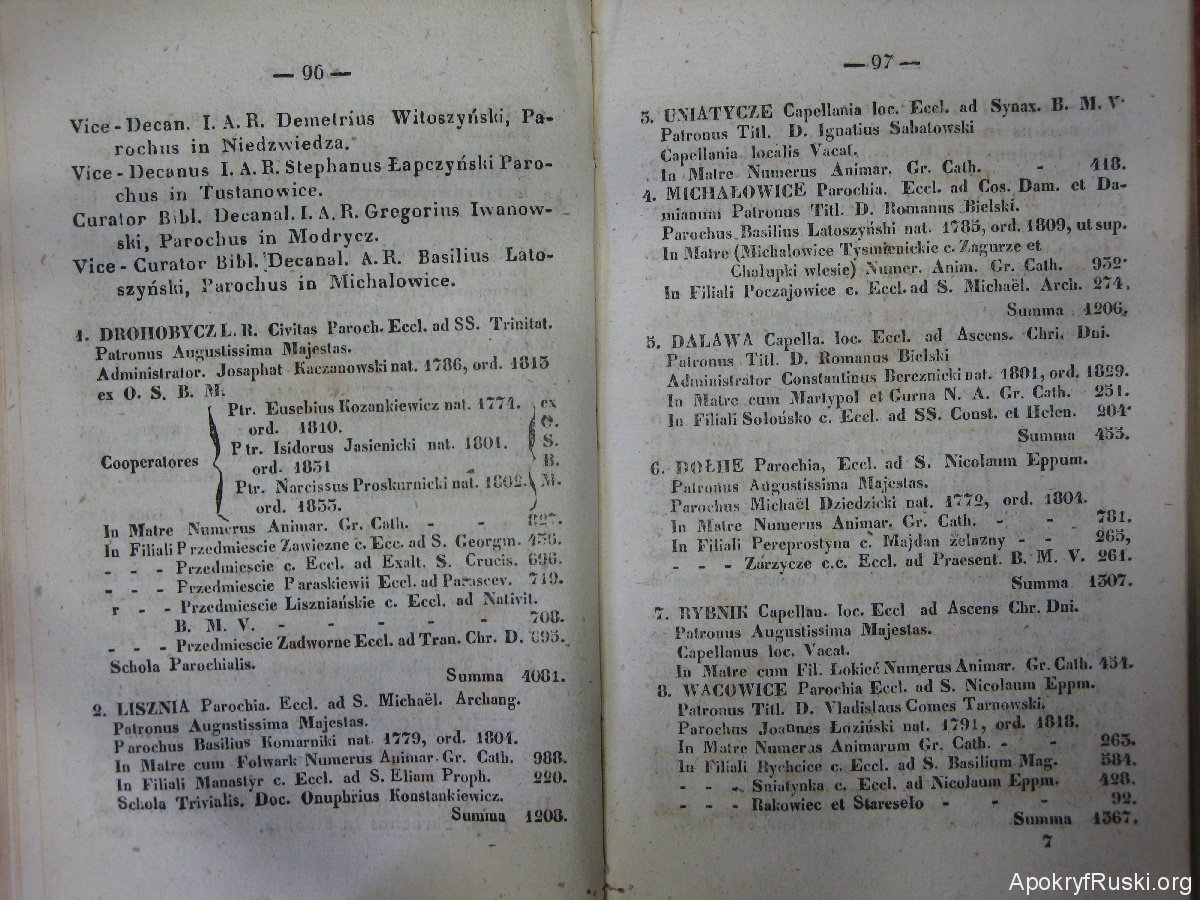 — 96 —
Vice-Decan. I. A. R. Demetrius Witoszyński, Pa-
rochus in Niedzwiedza.
Vice-Decanus I. A. R. Stephanus Łapczyński Paro-
chus in Tustanowice.
Curator Bibl. Decanal. I. A. R. Gregorius Iwanow-
ski, Parochus in Modrycz.
Vice-Curator Bibl. Decanal. A. R. Basilius Lato-
szyński, Parochus in Michalowice.
1. DROHOBYCZ L. R. Civitas Paroch. Eccl. ad SS. Trinitat.
Patronus Augustissima Majestas.
Administrator. Josaphat Kaczanowski nat. 1786, ord. 1813
ex O. S. B. M.
Cooperatores
Ptr. Eusebius Kozankiewicz nat. 1774.
ord. 1810.
Ptr. Isidorus Jasienicki nat. 1801.
ord. 1831
Ptr. Narcissus Proskurnicki nat. 1802.
ord. 1833.
ex
O.
S.
B.
M.
In Matre Numerus Animar. Gr. Cath. - - 827.
In Filiali Przedmiescie Zawiezne c. Ecc. ad S. Georgm. 436.
- - - Przedmiescie c. Eccl. ad Exalt. S. Crucis. 696.
- - - Przedmiescie Paraskiewii Eccl. ad Parascev. 719.
r - - Przedmiescie Liszniańskie c. Eccl. ad Nativit.
B. M. V. - - - - - 708.
- - - Przedmiescie Zadworne Eccl. ad Tran. Chr. D. 695.
Schola Parochialis.
Summa 4081.
2. LISZNIA Parochia. Eccl. ad S. Michaël. Archang.
Patronus Augustissima Majestas.
Parochus Basilius Komarniki nat. 1779, ord. 1804.
In Matre cum Folwark Numerus Animar. Gr. Cath. 988.
In Filiali Manastyr c. Eccl. ad S. Eliam Proph. 220.
Schola Trivialis. Doc. Onuphrius Konstankiewicz.
Summa 1208.
— 97 —
3. UNIATYCZE Capellania loc. Eccl. ad Synax. B. M. V.
Patronus Titl. D. Ignatius Sabatowski
Capellania localis Vacat.
In Matre Numerus Animar. Gr. Cath. - 418.
4. MICHAŁOWICE Parochia. Eccl. ad Cos. Dam. et Da-
mianum Patronus Titl. D. Romanus Bielski.
Parochus Basilius Latoszyński nat. 1785, ord. 1809, ut sup.
In Matre (Michalowice Tysmienickie c. Zagurze et
Chalupki wlesie) Numer. Anim. Gr. Cath. 932.
In Filiali Poczajowice c. Eccl. ad S. Michaël. Arch. 274.
Summa 1206.
5. DALAWA Capella. loc. Eccl. ad Ascens. Chri. Dni.
Patronus Titl. D. Romanus Bielski
Administrator Constantinus Berezniсki nat. 1801, ord. 1829.
In Matre cum Martypol et Gurna N. A. Gr. Cath. 251.
In Filiali Solońsko c. Eccl. ad SS. Const. et Helen. 204.
Summa 455.
6. DOŁHE Parochia, Eccl. ad S. Nicolaum Eppum.
Patronus Augustissima Majestas.
Parochus Michaël Dziedzicki nat. 1772, ord. 1804.
In Matre Numerus Animar. Gr. Cath. - - 781.
In Filiali Pereprostyna c. Majdan żelazny - - 265,
- - - Zarzycze c.c. Eccl. ad Praesent. B. M. V. 261.
Summa 1307.
7. RYBNIK Capellan. loc. Eccl ad Ascens Chr. Dni.
Patronus Augustissima Majestas.
Capellanus loc. Vacat.
In Matre cum Fil. Łokieć Numerus Animar. Gr. Cath. 454.
8. WACOWICE Parochia Eccl. ad S. Nicolaum Eppm.
Patronus Titl. D. Vladislaus Comes Tarnowski.
Parochus Joannes Łoziński nat. 1791, ord. 1818.
In Matre Numerus Animarum Gr. Cath. - - 263.
In Filiali Rychcice c. Eccl. ad S. Basilium Mag. 584.
- - - Sniatynka c. Eccl ad Nicolaum Eppm. 428.
- - - Rakowiec et Stareselo - - - 92.
Summa 1367.
7
ApokryfRuski.org